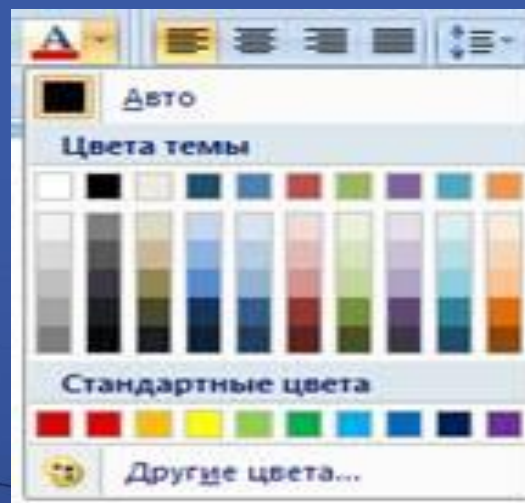 А
Авто
Цвета темы
Стандартные цвета
Другие цвета...